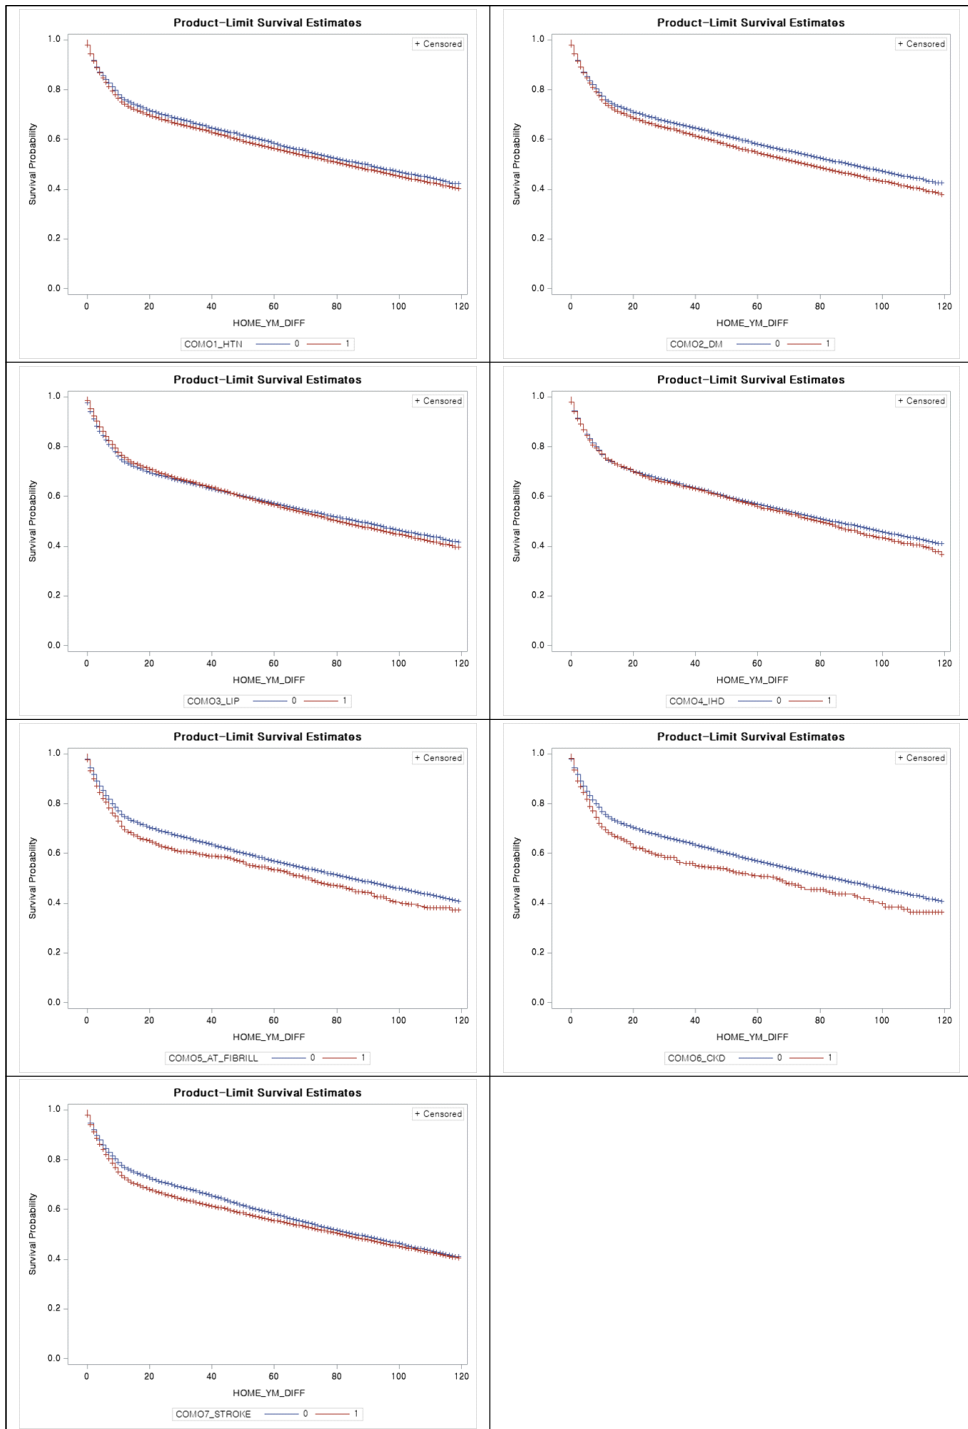 Product-Limit Survival Estimates
+ Censored
1.0
0.8
0.6
0.4
0.2
0.0
Survival Probability
0 20 40 60 80 100 120
HOME_YM_DIFF
COMO1_HTN 0 1
Product-Limit Survival Estimates
+ Censored
1.0
0.8
0.6
0.4
0.2
0.0
Survival Probability
0 20 40 60 80 100 120
HOME_YM_DIFF
COMO2_DM 0 1
Product-Limit Survival Estimates
+ Censored
1.0
0.8
0.6
0.4
0.2
0.0
Survival Probability
0 20 40 60 80 100 120
HOME_YM_DIFF
COMO3_LIP 0 1
Product-Limit Survival Estimates
+ Censored
1.0
0.8
0.6
0.4
0.2
0.0
Survival Probability
0 20 40 60 80 100 120
HOME_YM_DIFF
COMO4_IHD 0 1
Product-Limit Survival Estimates
+ Censored
1.0
0.8
0.6
0.4
0.2
0.0
Survival Probability
0 20 40 60 80 100 120
HOME_YM_DIFF
COMO5_AT_FIBRILL 0 1
Product-Limit Survival Estimates
+ Censored
1.0
0.8
0.6
0.4
0.2
0.0
Survival Probability
0 20 40 60 80 100 120
HOME_YM_DIFF
COMO6_CKD 0 1
Product-Limit Survival Estimates
+ Censored
1.0
0.8
0.6
0.4
0.2
0.0
Survival Probability
0 20 40 60 80 100 120
HOME_YM_DIFF
COMO7_STROKE 0 1